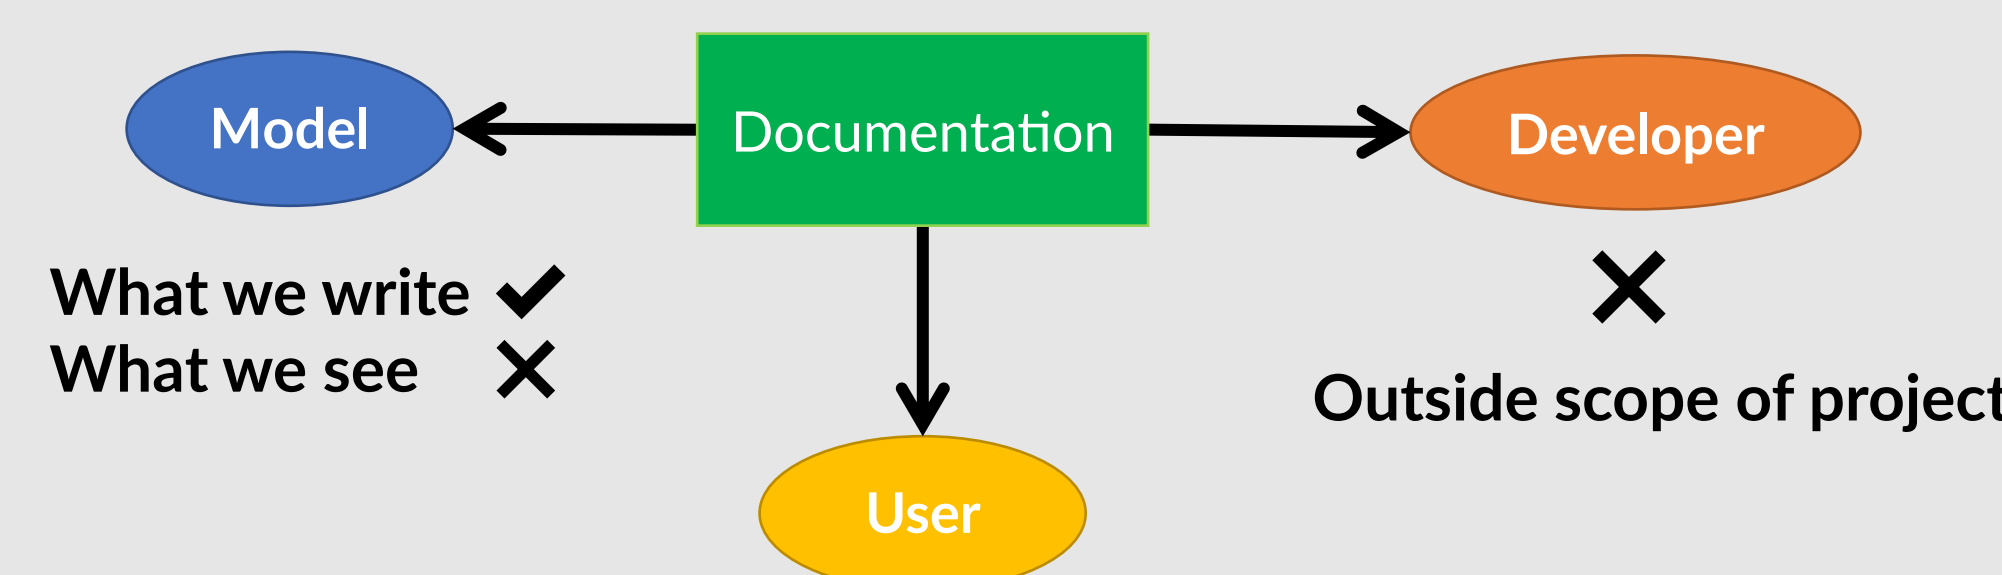 Model
Documentation
Developer
What we write
What we see
Outside scope of project
User